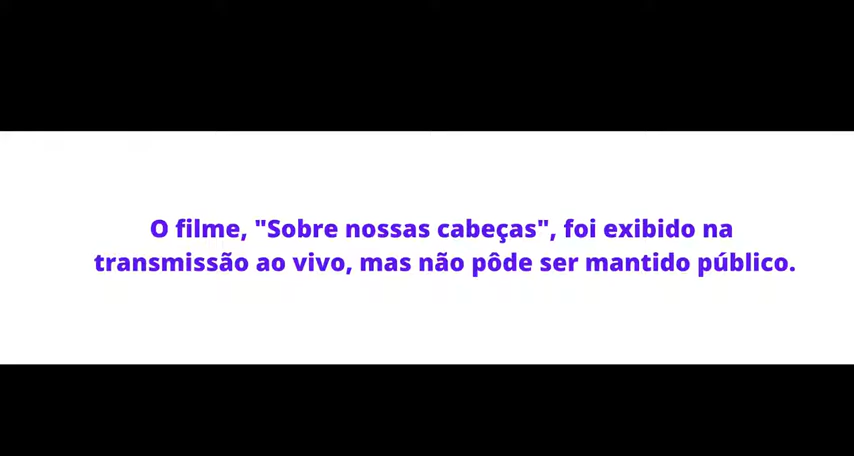 O filme, "Sobre nossas cabeças", foi exibido na
transmissão ao vivo, mas não pôde ser mantido público.